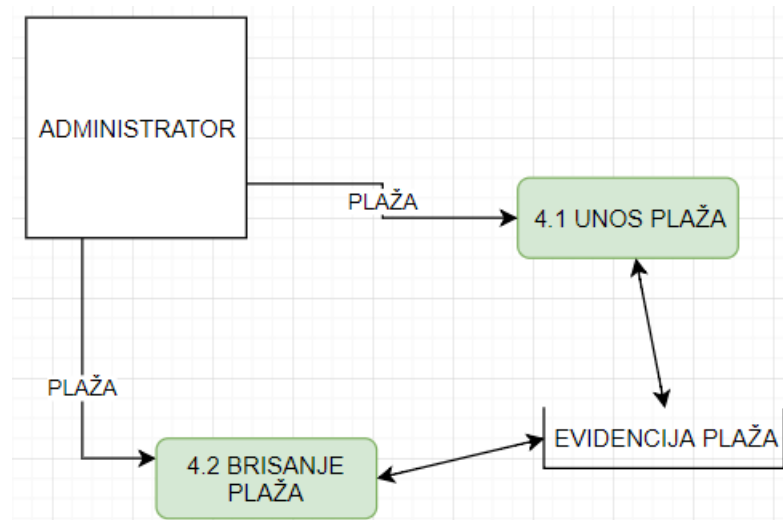 ADMINISTRATOR
PLAŽA
4.1 UNOS PLAŽA
PLAŽA
EVIDENCIJA PLAŽA
4.2 BRISANJE
PLAŽA